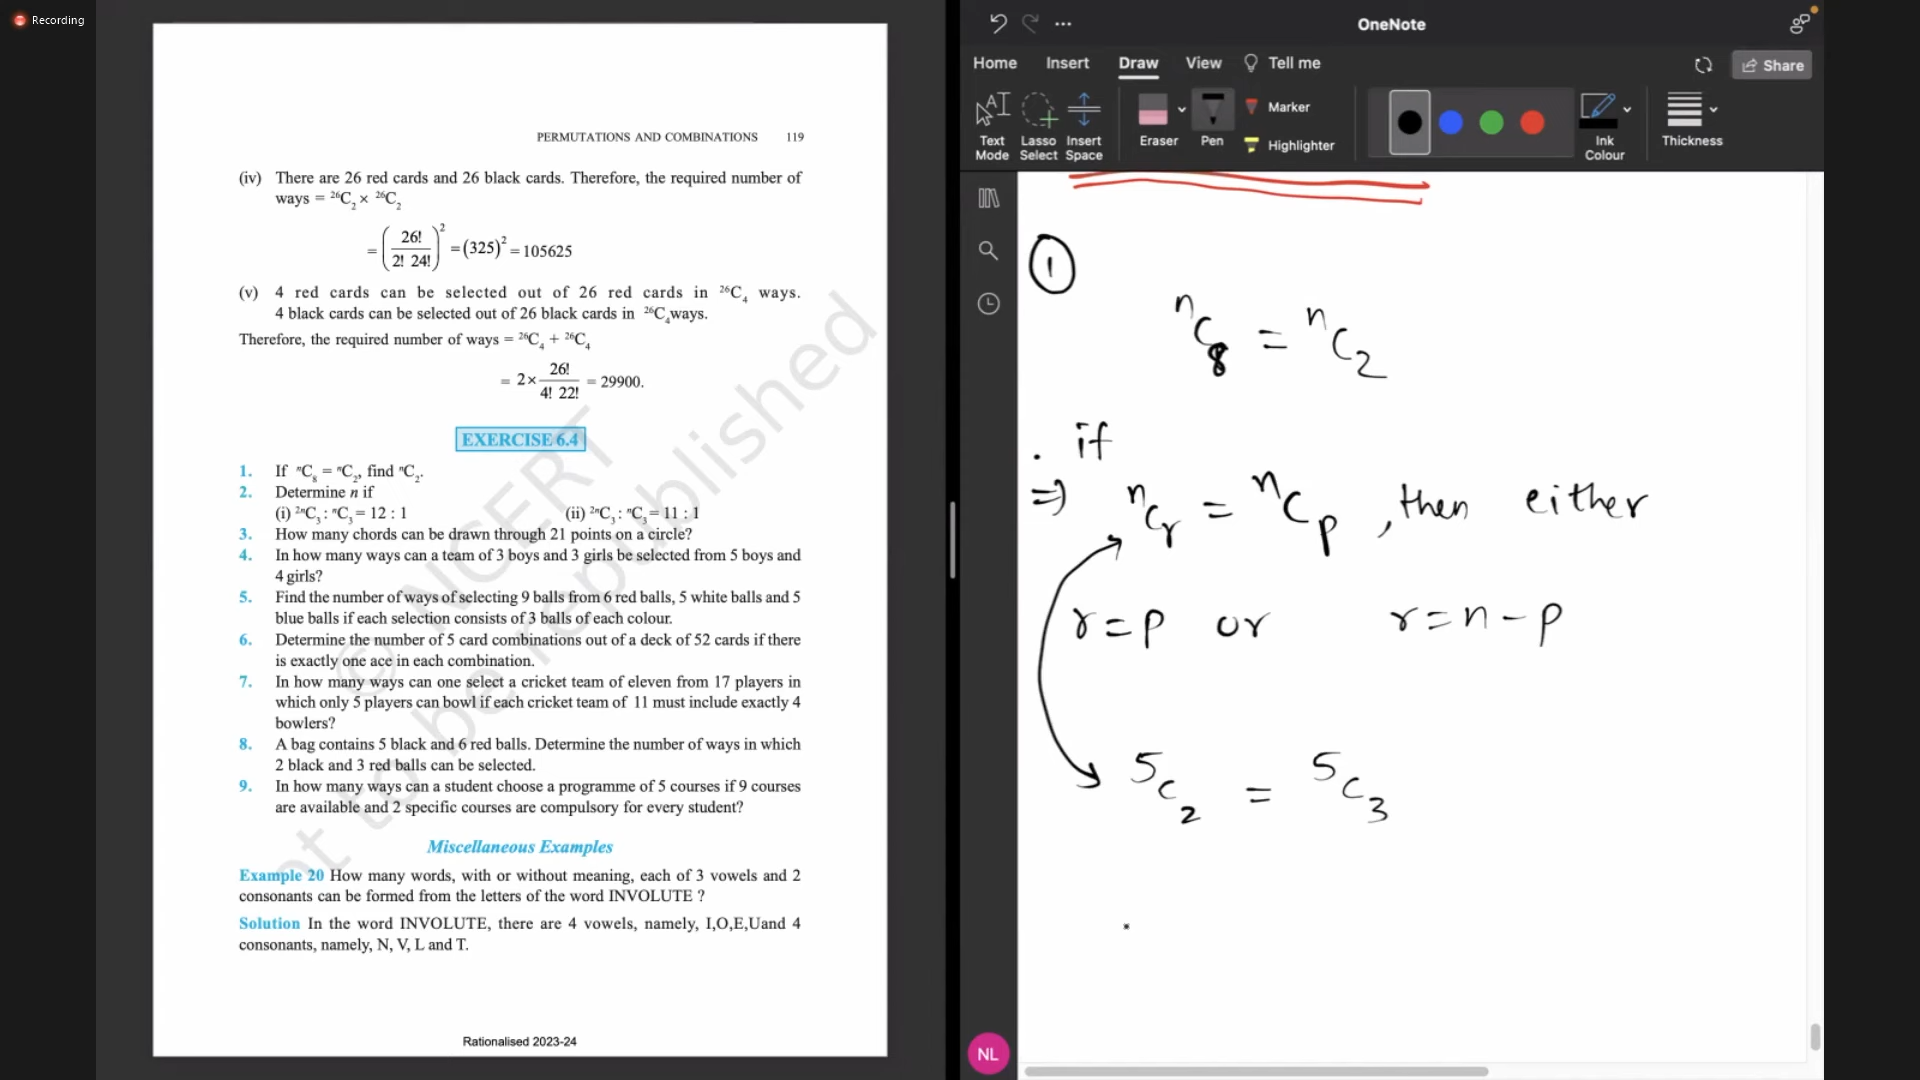 Recording
PERMUTATIONS AND COMBINATIONS 119
(iv) There are 26 red cards and 26 black cards. Therefore, the required number of
ways = ²⁶C₂ × ²⁶C₂
= (26! / 2! 24!)² = (325)² = 105625
(v) 4 red cards can be selected out of 26 red cards in ²⁶C₄ ways.
4 black cards can be selected out of 26 black cards in ²⁶C₄ways.
Therefore, the required number of ways = ²⁶C₄ + ²⁶C₄
= 2× 26! / 4! 22! = 29900.
EXERCISE 6.4
1. If ⁿC₈ = ⁿC₂, find ⁿC₂.
2. Determine n if
(i) ²ⁿC₃ : ⁿC₃ = 12 : 1 (ii) ²ⁿC₃ : ⁿC₃ = 11 : 1
3. How many chords can be drawn through 21 points on a circle?
4. In how many ways can a team of 3 boys and 3 girls be selected from 5 boys and
4 girls?
5. Find the number of ways of selecting 9 balls from 6 red balls, 5 white balls and 5
blue balls if each selection consists of 3 balls of each colour.
6. Determine the number of 5 card combinations out of a deck of 52 cards if there
is exactly one ace in each combination.
7. In how many ways can one select a cricket team of eleven from 17 players in
which only 5 players can bowl if each cricket team of 11 must include exactly 4
bowlers?
8. A bag contains 5 black and 6 red balls. Determine the number of ways in which
2 black and 3 red balls can be selected.
9. In how many ways can a student choose a programme of 5 courses if 9 courses
are available and 2 specific courses are compulsory for every student?
Miscellaneous Examples
Example 20 How many words, with or without meaning, each of 3 vowels and 2
consonants can be formed from the letters of the word INVOLUTE ?
Solution In the word INVOLUTE, there are 4 vowels, namely, I,O,E,Uand 4
consonants, namely, N, V, L and T.
Rationalised 2023-24
© NCERT
not to be republished
OneNote
Home Insert Draw View Tell me
Share
Text Mode
Lasso Select
Insert Space
Eraser
Pen
Marker
Highlighter
Ink Colour
Thickness
①
ⁿC₈ = ⁿC₂
. if
⇒ ⁿCᵣ = ⁿCₚ , then either
r = p or r = n - p
⁵C₂ = ⁵C₃
NL